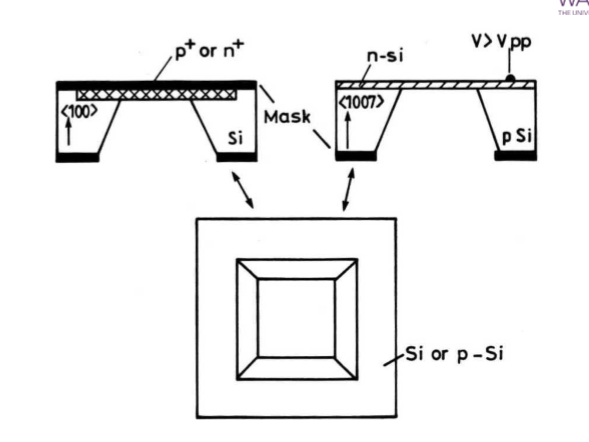 WA
THE UNIV
p+ or n+
n-si
V>Vpp
<100>
Si
Mask
<1007>
p Si
Si or p-Si